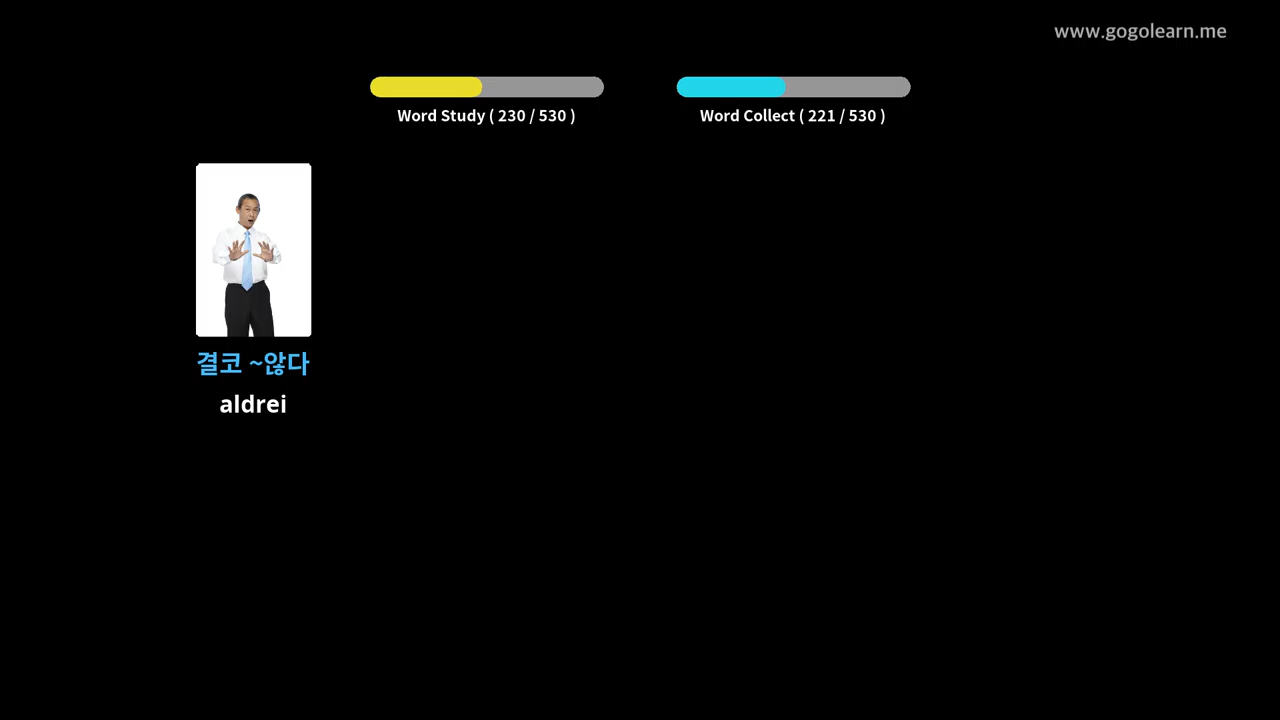 www.gogolearn.me
Word Study ( 230 / 530 )
Word Collect ( 221 / 530 )
결코 ~않다
aldrei